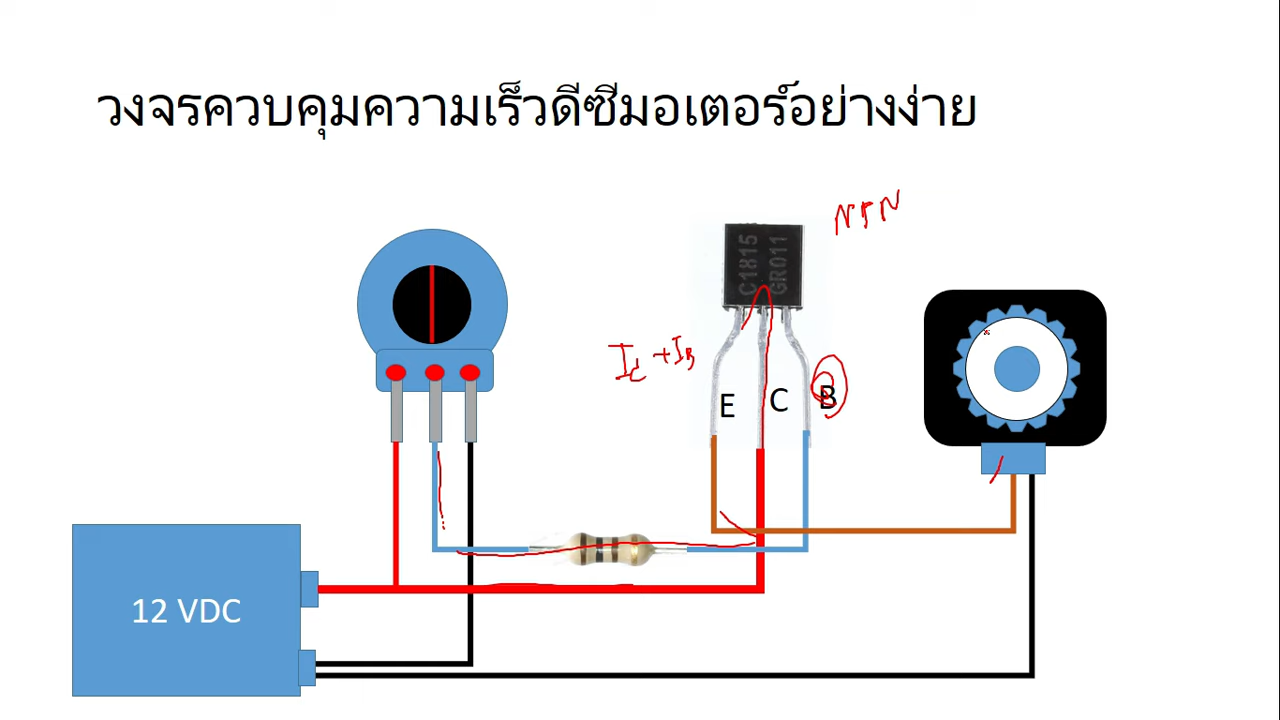 วงจรควบคุมความเร็วดีซีมอเตอร์อย่างง่าย
NPN
C1815
GR011
IC + IB
E
C
B
12 VDC